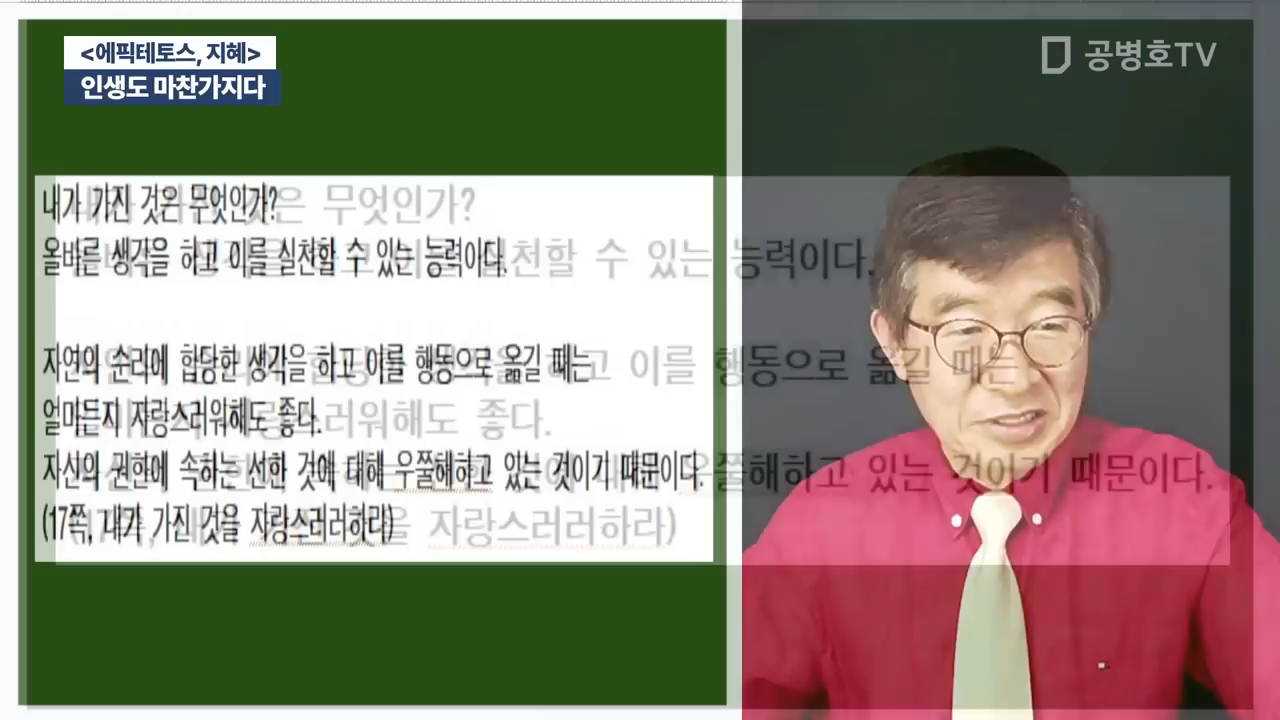 <에픽테토스, 지혜>
인생도 마찬가지다
공병호TV
내가 가진 것은 무엇인가?
올바른 생각을 하고 이를 실천할 수 있는 능력이다.
자연의 순리에 합당한 생각을 하고 이를 행동으로 옮길 때는
얼마든지 자랑스러워해도 좋다.
자신의 권한에 속하는 선한 것에 대해 우쭐해하고 있는 것이기 때문이다.
(17쪽, 내가 가진 것을 자랑스러러하라)